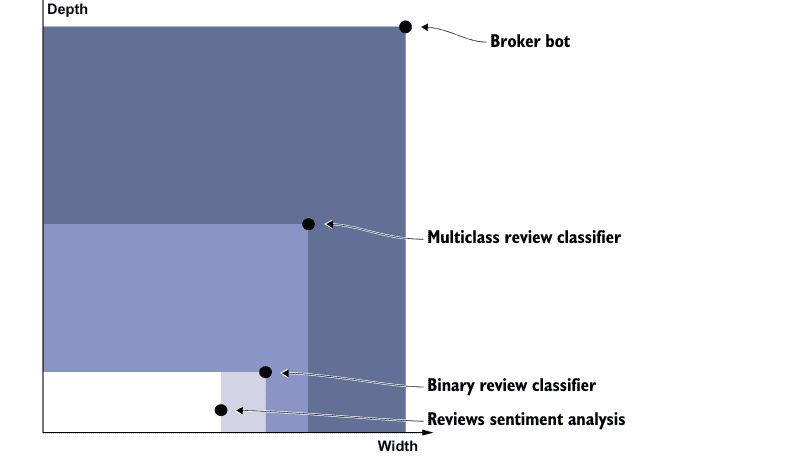 Depth
Broker bot
Multiclass review classifier
Binary review classifier
Reviews sentiment analysis
Width